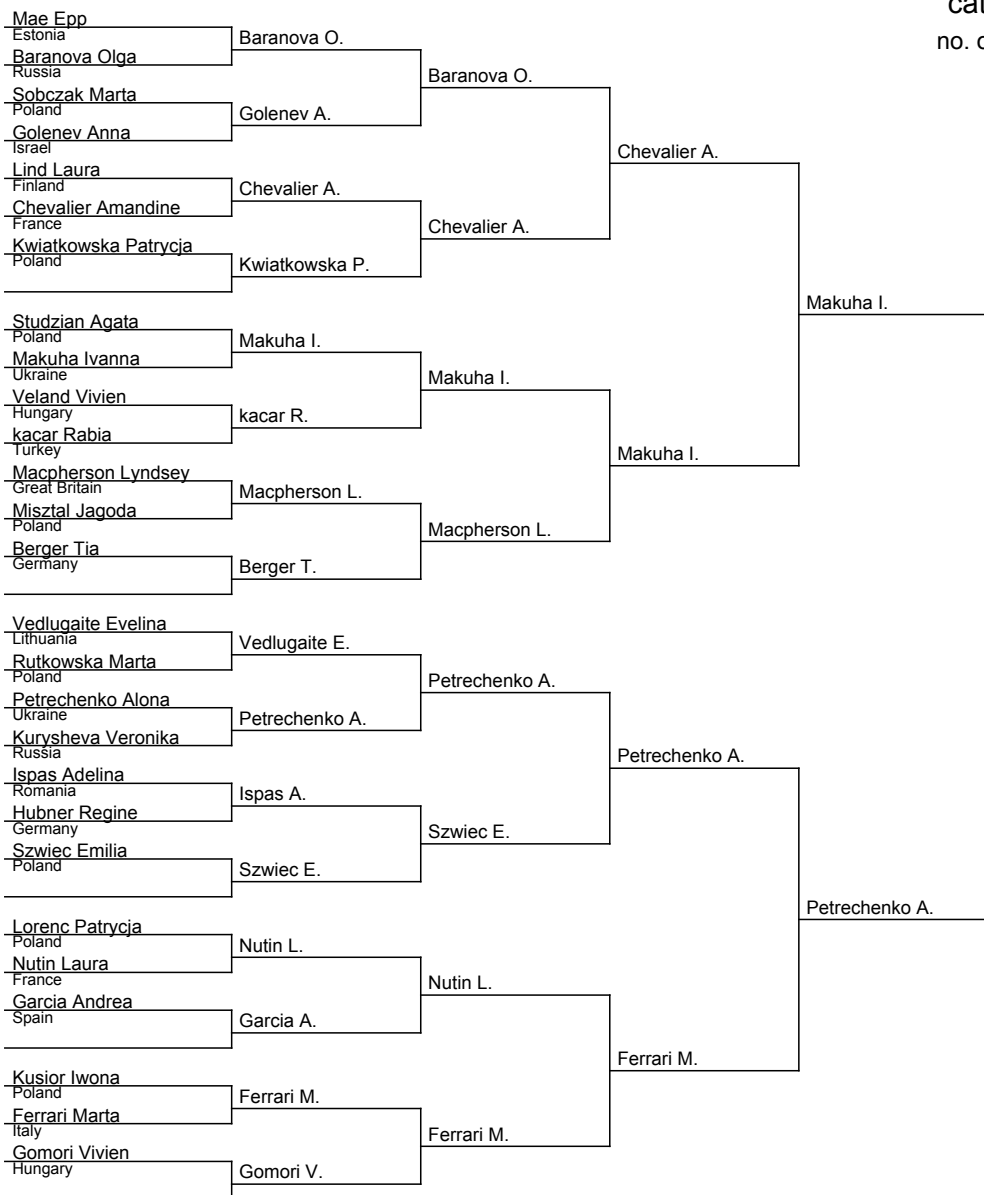 cat
no. o
Mae Epp
Estonia
Baranova O.
Baranova Olga
Russia
Baranova O.
Sobczak Marta
Poland
Golenev A.
Golenev Anna
Israel
Chevalier A.
Lind Laura
Finland
Chevalier A.
Chevalier Amandine
France
Chevalier A.
Kwiatkowska Patrycja
Poland
Kwiatkowska P.
Makuha I.
Studzian Agata
Poland
Makuha I.
Makuha Ivanna
Ukraine
Makuha I.
Veland Vivien
Hungary
kacar R.
kacar Rabia
Turkey
Makuha I.
Macpherson Lyndsey
Great Britain
Macpherson L.
Misztal Jagoda
Poland
Macpherson L.
Berger Tia
Germany
Berger T.
Vedlugaite Evelina
Lithuania
Vedlugaite E.
Rutkowska Marta
Poland
Petrechenko A.
Petrechenko Alona
Ukraine
Petrechenko A.
Kurysheva Veronika
Russia
Petrechenko A.
Ispas Adelina
Romania
Ispas A.
Hubner Regine
Germany
Szwiec E.
Szwiec Emilia
Poland
Szwiec E.
Petrechenko A.
Lorenc Patrycja
Poland
Nutin L.
Nutin Laura
France
Nutin L.
Garcia Andrea
Spain
Garcia A.
Ferrari M.
Kusior Iwona
Poland
Ferrari M.
Ferrari Marta
Italy
Ferrari M.
Gomori Vivien
Hungary
Gomori V.